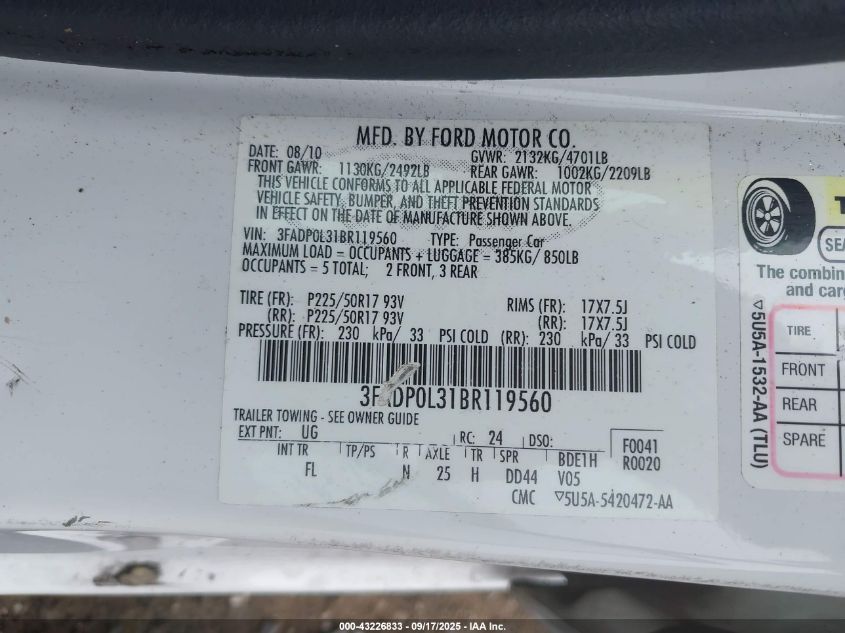 MFD. BY FORD MOTOR CO.
DATE: 08/10 GVWR: 2132KG/4701LB
FRONT GAWR: 1130KG/2492LB REAR GAWR: 1002KG/2209LB
THIS VEHICLE CONFORMS TO ALL APPLICABLE FEDERAL MOTOR
VEHICLE SAFETY, BUMPER, AND THEFT PREVENTION STANDARDS
IN EFFECT ON THE DATE OF MANUFACTURE SHOWN ABOVE.
VIN: 3FADP0L31BR119560 TYPE: Passenger Car
MAXIMUM LOAD = OCCUPANTS + LUGGAGE = 385KG/ 850LB
OCCUPANTS = 5 TOTAL; 2 FRONT, 3 REAR
TIRE (FR): P225/50R17 93V RIMS (FR): 17X7.5J
(RR): P225/50R17 93V (RR): 17X7.5J
PRESSURE (FR): 230 kPa/ 33 PSI COLD (RR): 230 kPa/ 33 PSI COLD
3FADP0L31BR119560
TRAILER TOWING - SEE OWNER GUIDE
EXT PNT: UG RC: 24 DSO: F0041
INT TR TP/PS R AXLE TR SPR BDE1H R0020
FL N 25 H DD44 V05
CMC ▽5U5A-5420472-AA
▽5U5A-1532-AA (TLU)
The combin
and carg
TIRE
FRONT
REAR
SPARE
000-43226833 - 09/17/2025 - IAA Inc.